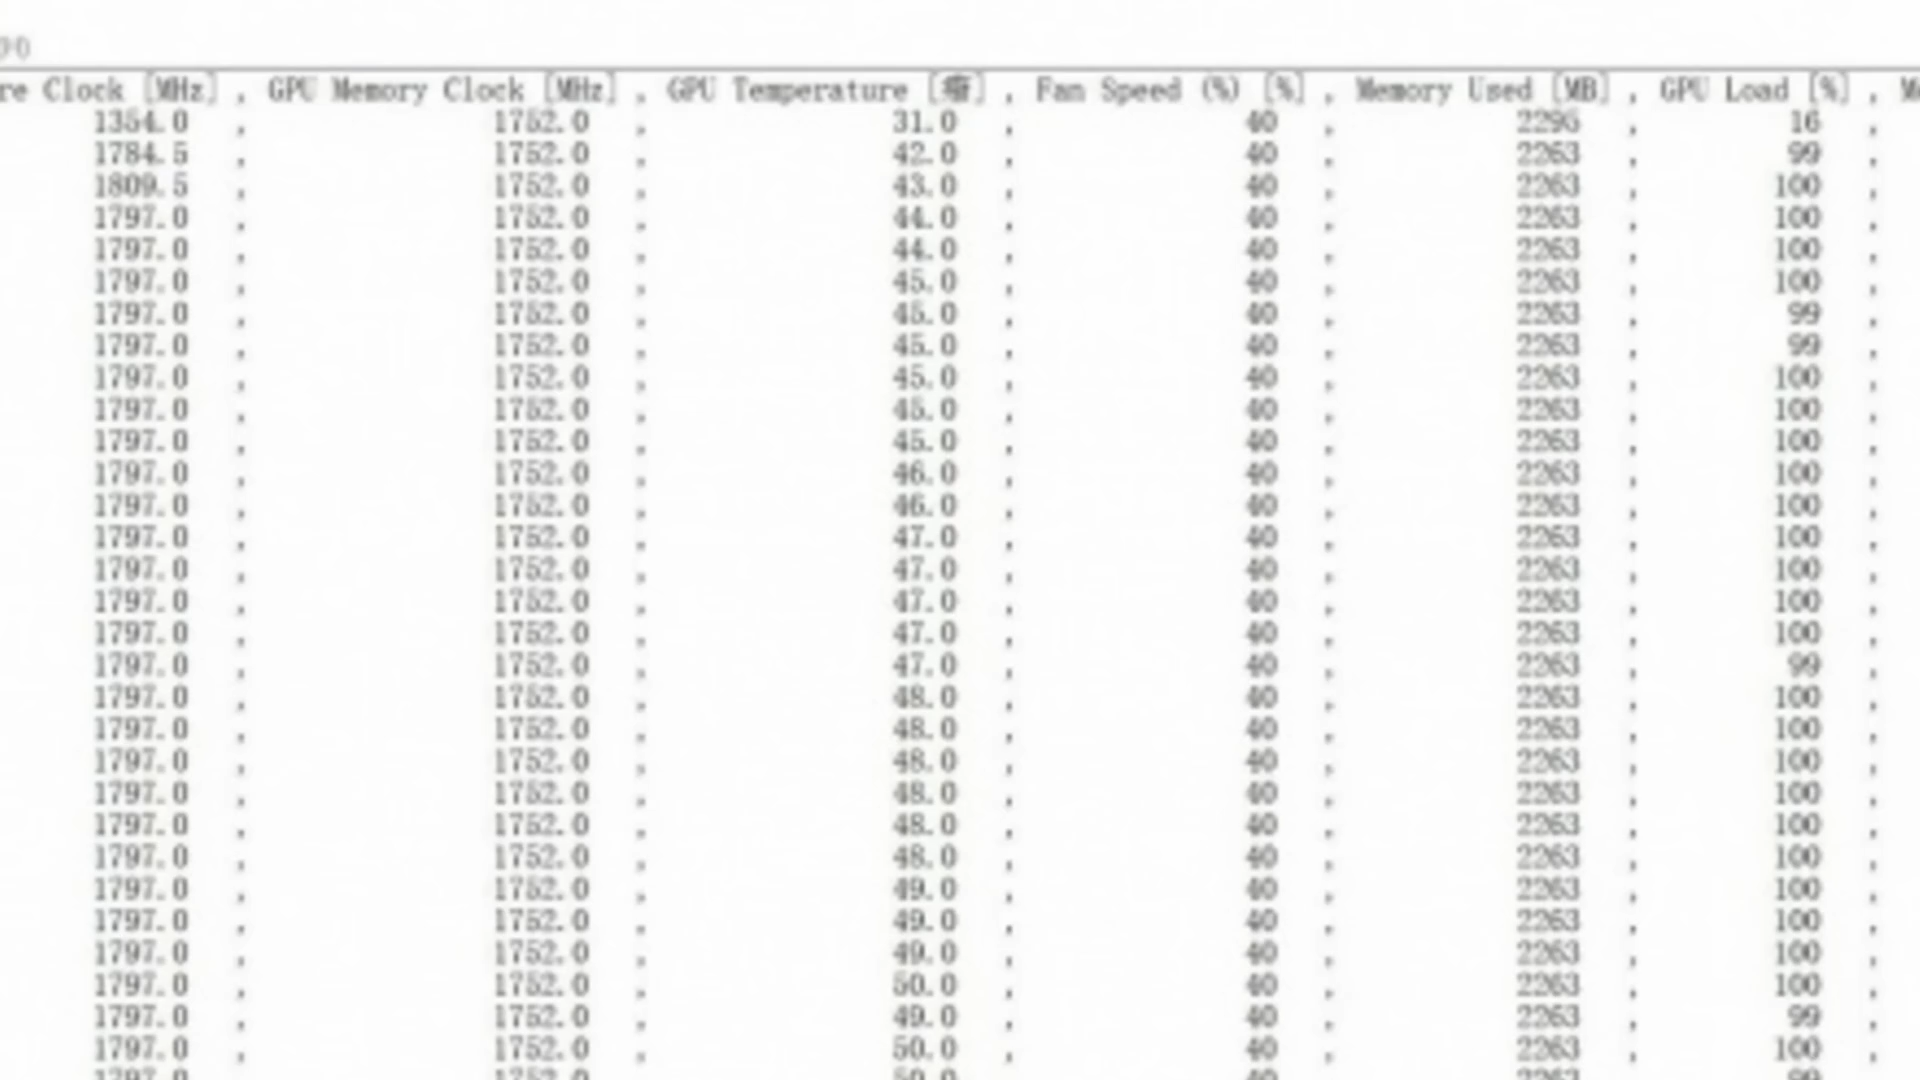 90
re Clock [MHz] , GPU Memory Clock [MHz] , GPU Temperature [癈] , Fan Speed (%) [%] , Memory Used [MB] , GPU Load [%] ,
1354.0 , 1752.0 , 31.0 , 40 , 2295 , 16 ,
1784.5 , 1752.0 , 42.0 , 40 , 2263 , 99 ,
1809.5 , 1752.0 , 43.0 , 40 , 2263 , 100 ,
1797.0 , 1752.0 , 44.0 , 40 , 2263 , 100 ,
1797.0 , 1752.0 , 44.0 , 40 , 2263 , 100 ,
1797.0 , 1752.0 , 45.0 , 40 , 2263 , 100 ,
1797.0 , 1752.0 , 45.0 , 40 , 2263 , 99 ,
1797.0 , 1752.0 , 45.0 , 40 , 2263 , 99 ,
1797.0 , 1752.0 , 45.0 , 40 , 2263 , 100 ,
1797.0 , 1752.0 , 45.0 , 40 , 2263 , 100 ,
1797.0 , 1752.0 , 45.0 , 40 , 2263 , 100 ,
1797.0 , 1752.0 , 46.0 , 40 , 2263 , 100 ,
1797.0 , 1752.0 , 46.0 , 40 , 2263 , 100 ,
1797.0 , 1752.0 , 47.0 , 40 , 2263 , 100 ,
1797.0 , 1752.0 , 47.0 , 40 , 2263 , 100 ,
1797.0 , 1752.0 , 47.0 , 40 , 2263 , 100 ,
1797.0 , 1752.0 , 47.0 , 40 , 2263 , 100 ,
1797.0 , 1752.0 , 47.0 , 40 , 2263 , 99 ,
1797.0 , 1752.0 , 48.0 , 40 , 2263 , 100 ,
1797.0 , 1752.0 , 48.0 , 40 , 2263 , 100 ,
1797.0 , 1752.0 , 48.0 , 40 , 2263 , 100 ,
1797.0 , 1752.0 , 48.0 , 40 , 2263 , 100 ,
1797.0 , 1752.0 , 48.0 , 40 , 2263 , 100 ,
1797.0 , 1752.0 , 48.0 , 40 , 2263 , 100 ,
1797.0 , 1752.0 , 49.0 , 40 , 2263 , 100 ,
1797.0 , 1752.0 , 49.0 , 40 , 2263 , 100 ,
1797.0 , 1752.0 , 49.0 , 40 , 2263 , 100 ,
1797.0 , 1752.0 , 50.0 , 40 , 2263 , 100 ,
1797.0 , 1752.0 , 49.0 , 40 , 2263 , 99 ,
1797.0 , 1752.0 , 50.0 , 40 , 2263 , 100 ,